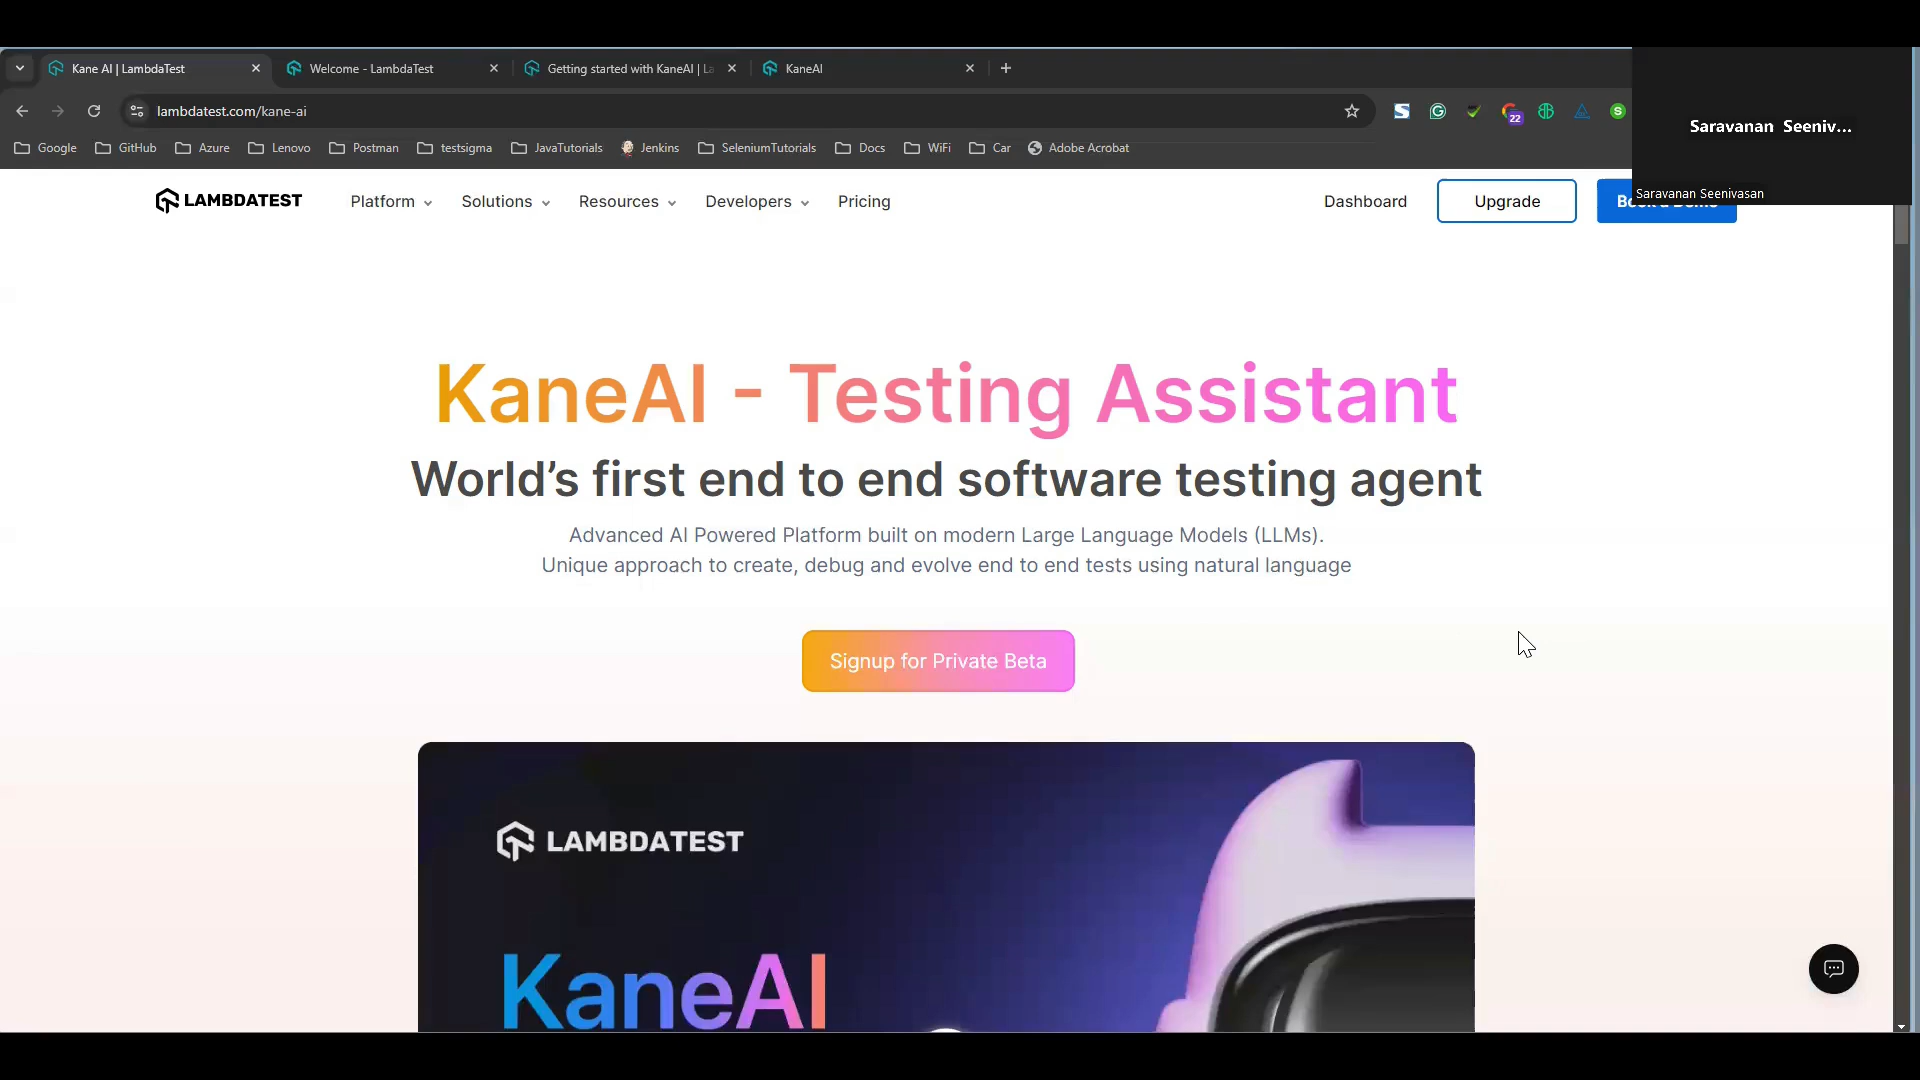 Kane AI | LambdaTest
Welcome - LambdaTest
Getting started with KaneAI | La
KaneAI
lambdatest.com/kane-ai
22
S
Saravanan Seeniv...
Google
GitHub
Azure
Lenovo
Postman
testsigma
JavaTutorials
Jenkins
SeleniumTutorials
Docs
WiFi
Car
Adobe Acrobat
Saravanan Seenivasan
LAMBDATEST
Platform
Solutions
Resources
Developers
Pricing
Dashboard
Upgrade
Book a Demo
KaneAI - Testing Assistant
World’s first end to end software testing agent
Advanced AI Powered Platform built on modern Large Language Models (LLMs).
Unique approach to create, debug and evolve end to end tests using natural language
Signup for Private Beta
LAMBDATEST
KaneAI